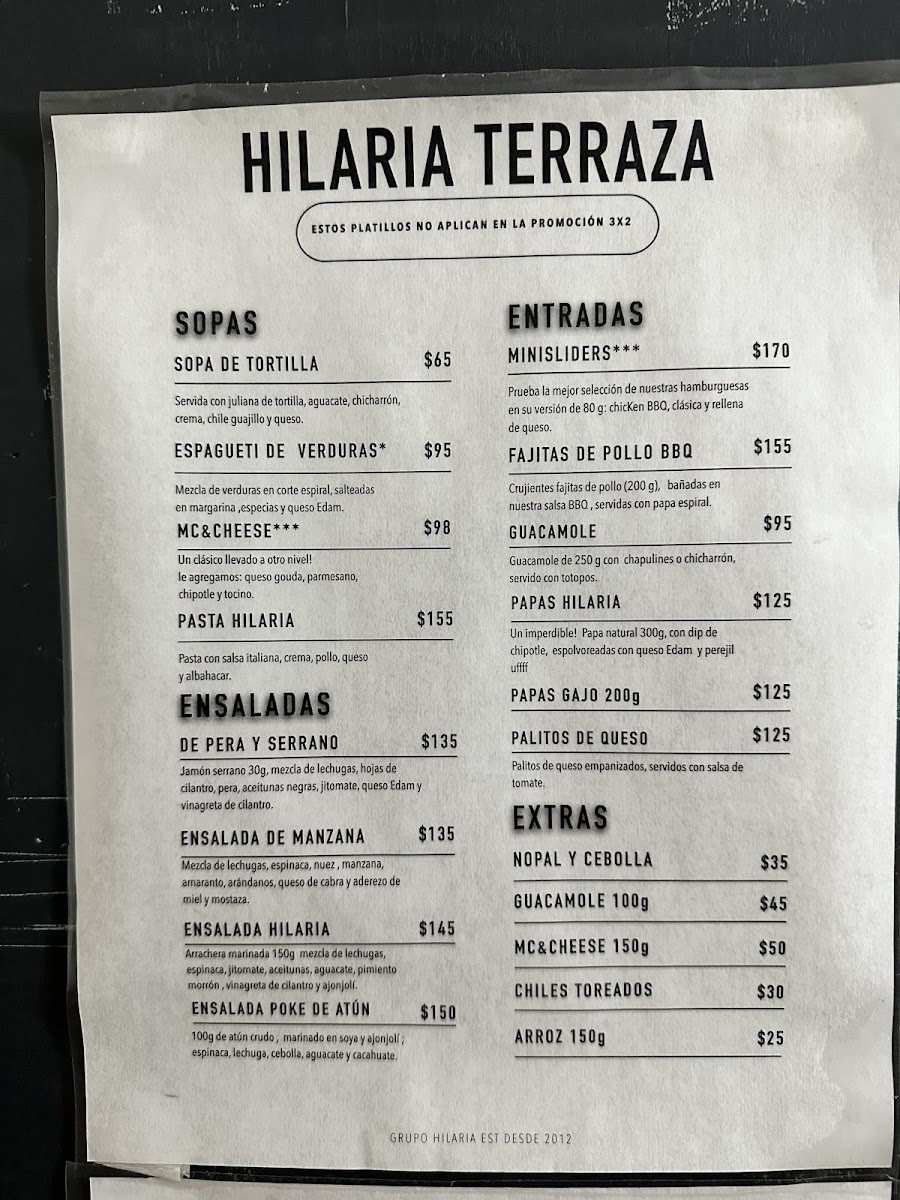 HILARIA TERRAZA
ESTOS PLATILLOS NO APLICAN EN LA PROMOCIÓN 3X2
SOPAS
SOPA DE TORTILLA $65
Servida con juliana de tortilla, aguacate, chicharrón,
crema, chile guajillo y queso.
ESPAGUETI DE VERDURAS* $95
Mezcla de verduras en corte espiral, salteadas
en margarina ,especias y queso Edam.
MC&CHEESE*** $98
Un clásico llevado a otro nivel!
le agregamos: queso gouda, parmesano,
chipotle y tocino.
PASTA HILARIA $155
Pasta con salsa italiana, crema, pollo, queso
y albahacar.
ENSALADAS
DE PERA Y SERRANO $135
Jamón serrano 30g, mezcla de lechugas, hojas de
cilantro, pera, aceitunas negras, jitomate, queso Edam y
vinagreta de cilantro.
ENSALADA DE MANZANA $135
Mezcla de lechugas, espinaca, nuez , manzana,
amaranto, arándanos, queso de cabra y aderezo de
miel y mostaza.
ENSALADA HILARIA $145
Arrachera marinada 150g mezcla de lechugas,
espinaca, jitomate, aceitunas, aguacate, pimiento
morrón , vinagreta de cilantro y ajonjolí.
ENSALADA POKE DE ATÚN $150
100g de atún crudo , marinado en soya y ajonjolí ;
espinaca, lechuga, cebolla, aguacate y cacahuate.
ENTRADAS
MINISLIDERS*** $170
Prueba la mejor selección de nuestras hamburguesas
en su versión de 80 g: chicKen BBQ, clásica y rellena
de queso.
FAJITAS DE POLLO BBQ $155
Crujientes fajitas de pollo (200 g), bañadas en
nuestra salsa BBQ , servidas con papa espiral.
GUACAMOLE $95
Guacamole de 250 g con chapulines o chicharrón,
servido con totopos.
PAPAS HILARIA $125
Un imperdible! Papa natural 300g, con dip de
chipotle, espolvoreadas con queso Edam y perejil
uffff
PAPAS GAJO 200g $125
PALITOS DE QUESO $125
Palitos de queso empanizados, servidos con salsa de
tomate.
EXTRAS
NOPAL Y CEBOLLA $35
GUACAMOLE 100g $45
MC&CHEESE 150g $50
CHILES TOREADOS $30
ARROZ 150g $25
GRUPO HILARIA EST DESDE 2012